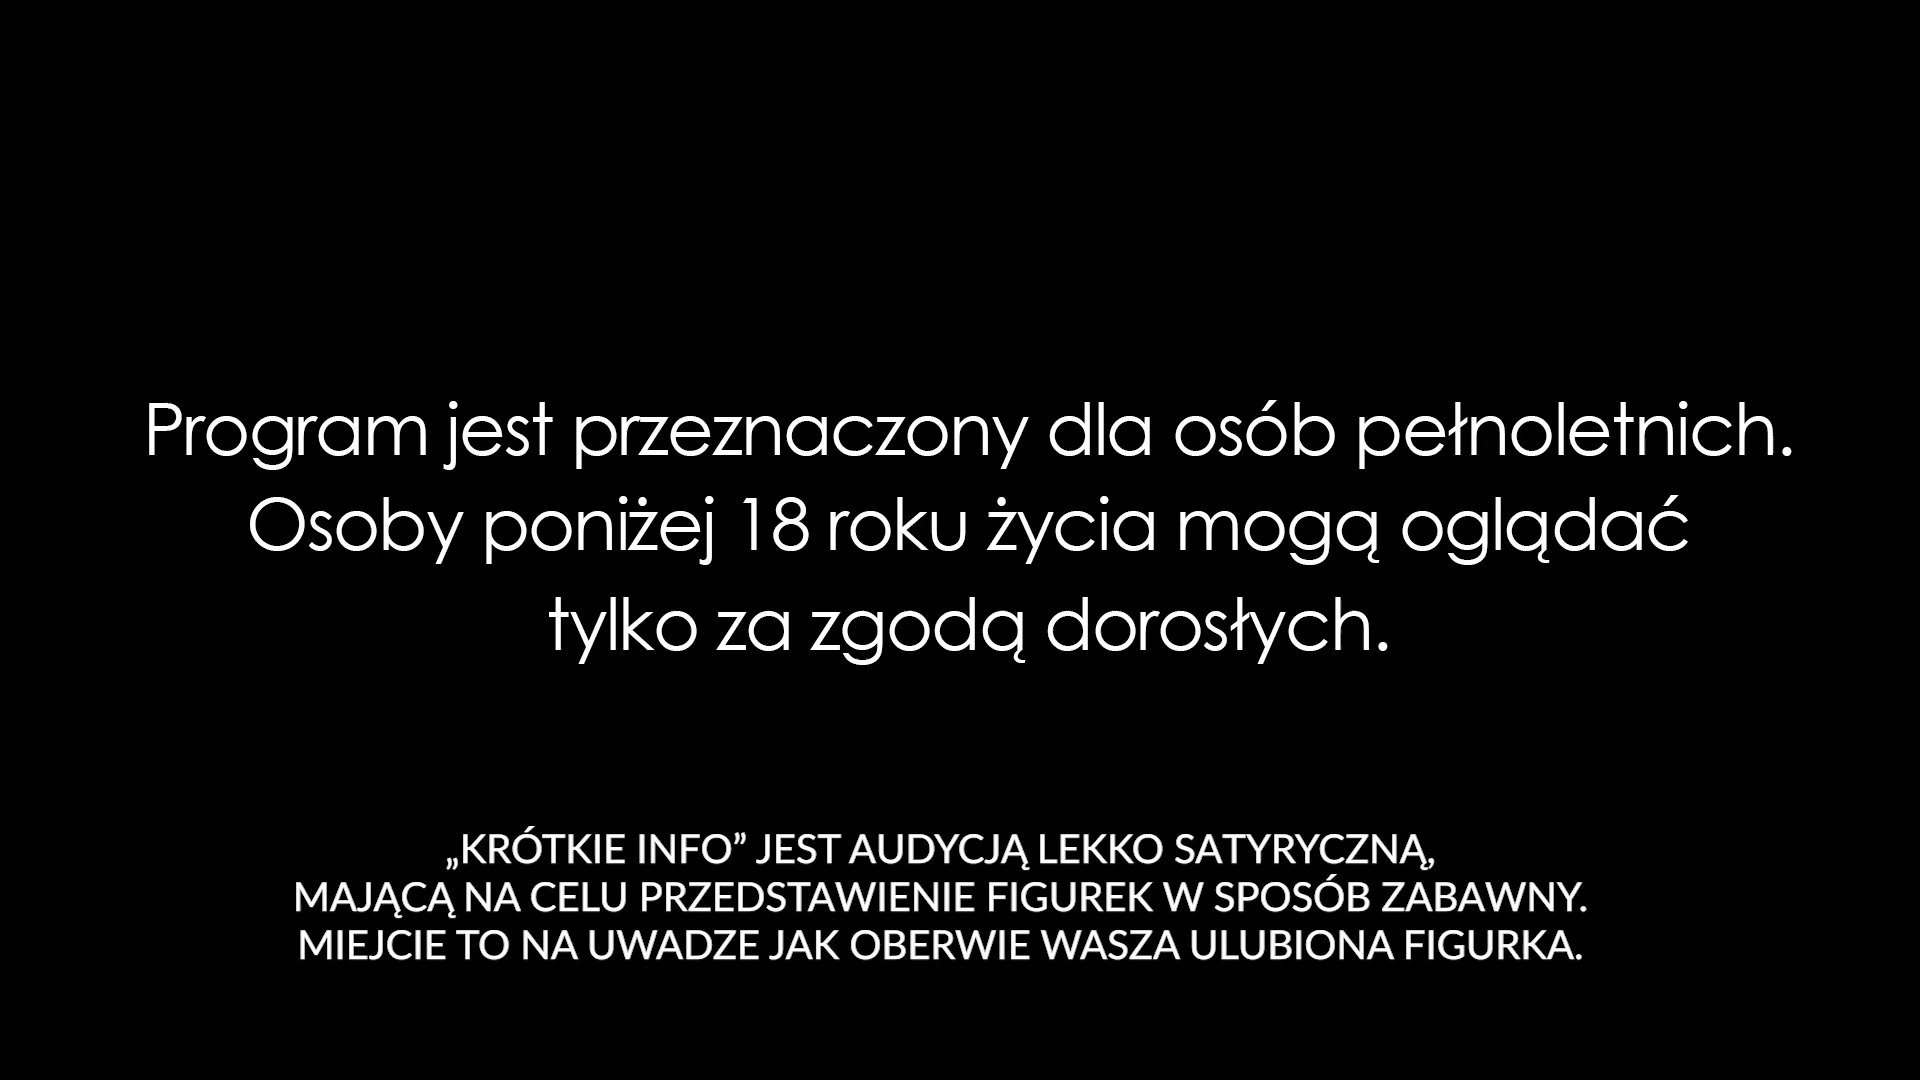 Program jest przeznaczony dla osób pełnoletnich.
Osoby poniżej 18 roku życia mogą oglądać
tylko za zgodą dorosłych.
„KRÓTKIE INFO” JEST AUDYCJĄ LEKKO SATYRYCZNĄ,
MAJĄCĄ NA CELU PRZEDSTAWIENIE FIGUREK W SPOSÓB ZABAWNY.
MIEJCIE TO NA UWADZE JAK OBERWIE WASZA ULUBIONA FIGURKA.